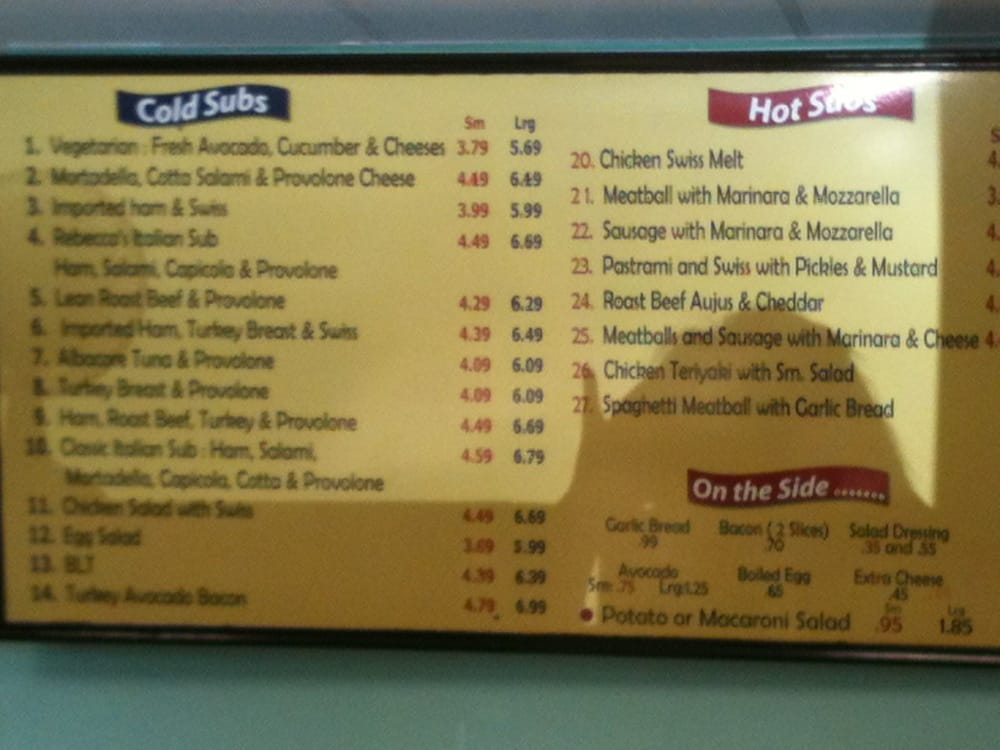 Cold Subs
Sm Lrg
1. Vegetarian : Fresh Avocado, Cucumber & Cheeses 3.79 5.69
2. Mortadella, Cotto Salami & Provolone Cheese 4.49 6.49
3. Imported ham & Swiss 3.99 5.99
4. Rebecca's Italian Sub 4.49 6.69
Ham, Salami, Capicola & Provolone
5. Lean Roast Beef & Provolone 4.29 6.29
6. Imported Ham, Turkey Breast & Swiss 4.39 6.49
7. Albacore Tuna & Provolone 4.09 6.09
8. Turkey Breast & Provolone 4.09 6.09
9. Ham, Roast Beef, Turkey & Provolone 4.49 6.69
10. Classic Italian Sub : Ham, Salami, 4.59 6.79
Mortadella, Capicola, Cotto & Provolone
11. Chicken Salad with Swiss 4.49 6.69
12. Egg Salad 3.69 5.99
13. BLT 4.39 6.39
14. Turkey Avocado Bacon 4.79 6.99
Hot Subs
20. Chicken Swiss Melt
21. Meatball with Marinara & Mozzarella
22. Sausage with Marinara & Mozzarella
23. Pastrami and Swiss with Pickles & Mustard
24. Roast Beef Aujus & Cheddar
25. Meatballs and Sausage with Marinara & Cheese
26. Chicken Teriyaki with Sm. Salad
27. Spaghetti Meatball with Garlic Bread
On the Side .......
Garlic Bread Bacon (2 Slices) Salad Dressing
.99 .70 .35 and .55
Avocado Boiled Egg Extra Cheese
Sm: .75 Lrg:1.25 .65 .45
Sm Lrg
Potato or Macaroni Salad .95 1.85